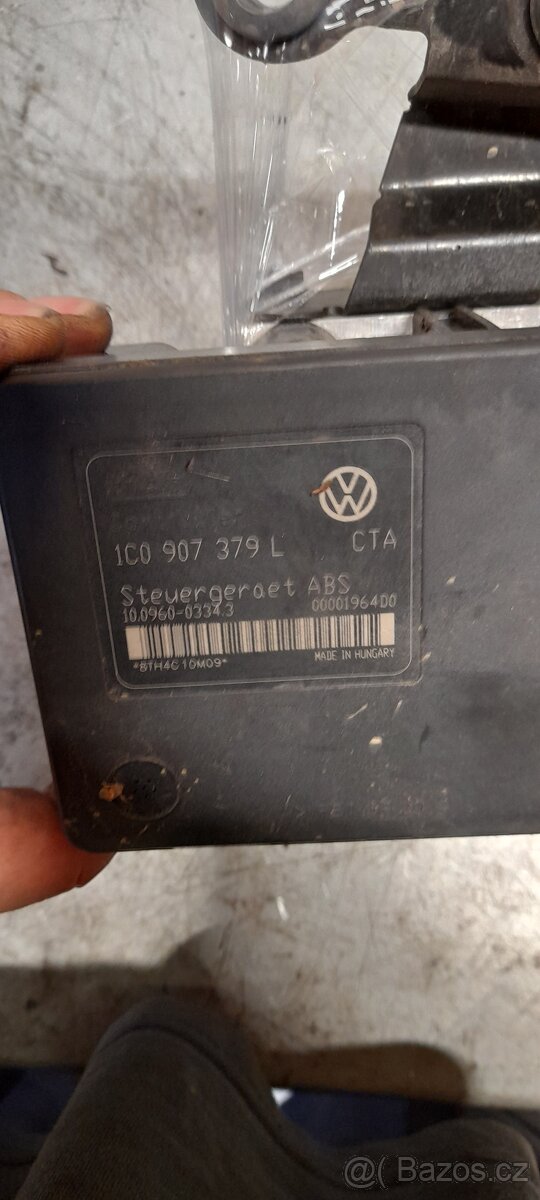 1C0 907 379 L CTA
Steuergeraet ABS
10.0960-0334.3 00001964D0
*8TH4C10M09* MADE IN HUNGARY
Bazos.cz